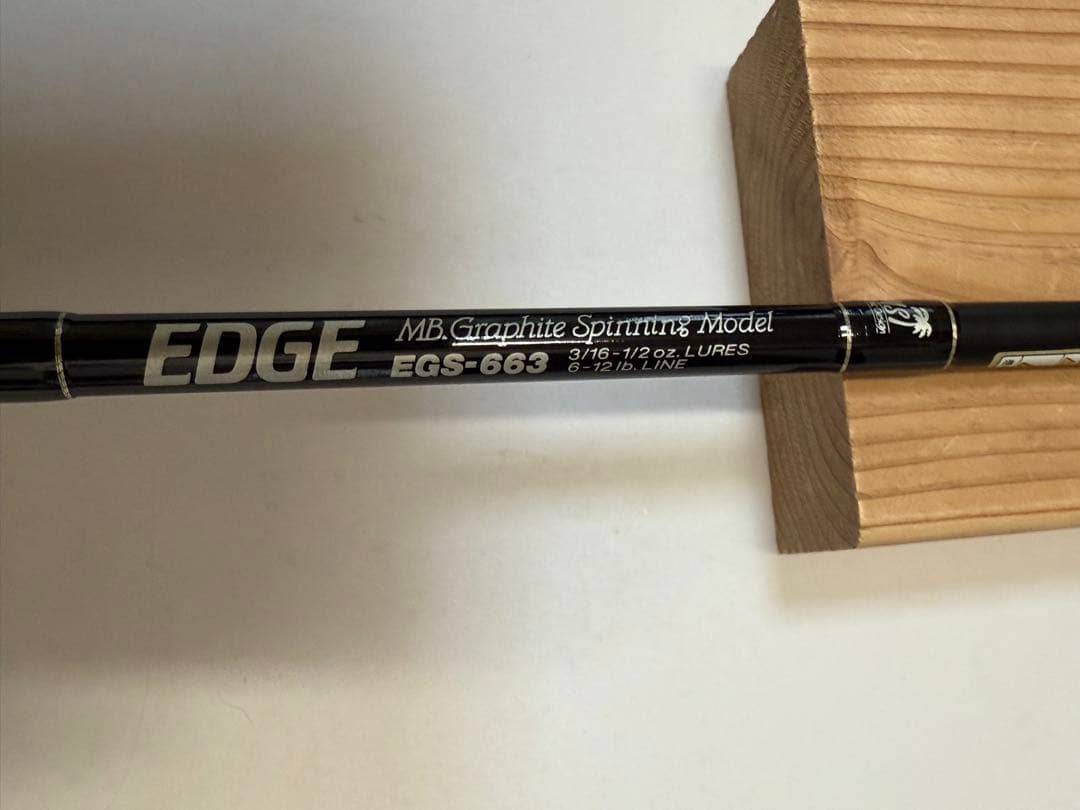 EDGE
MB. Graphite Spinning Model
EGS-663
3/16-1/2 oz. LURES
6-12 lb. LINE